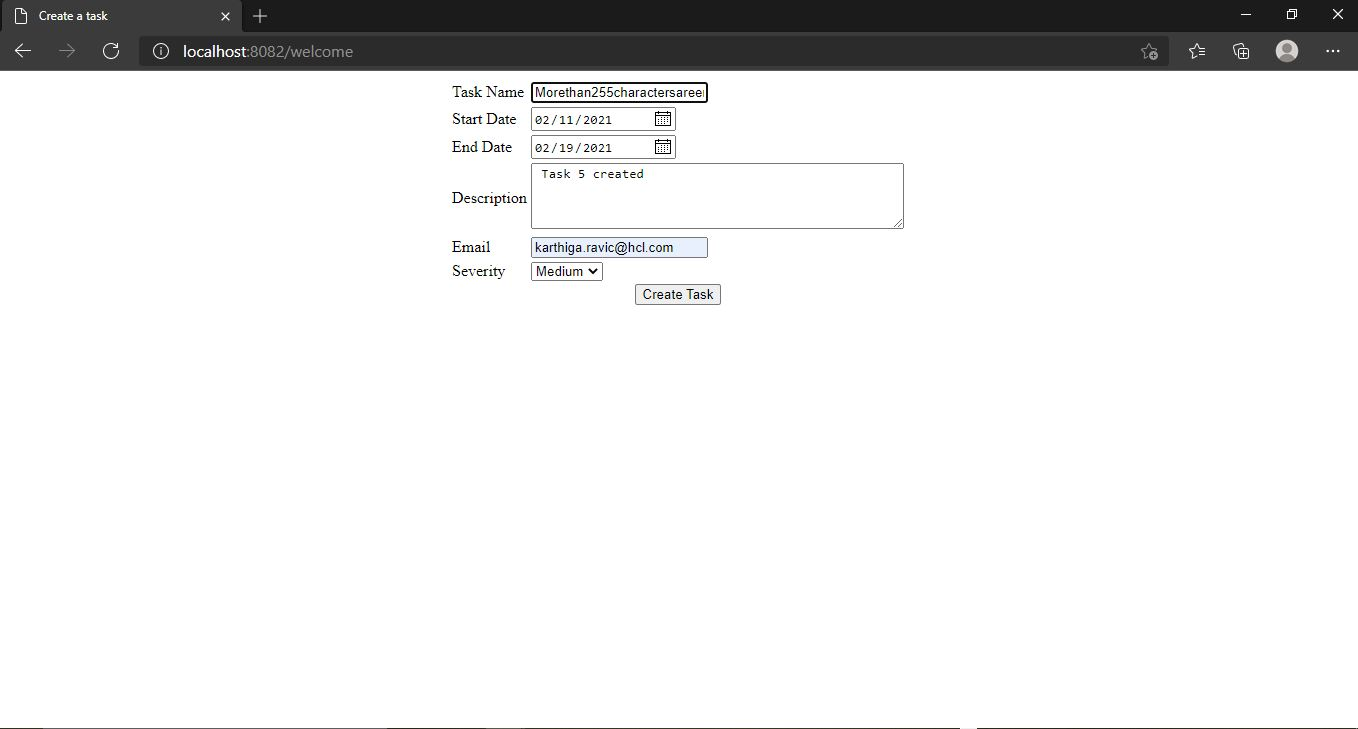 Create a task
localhost:8082/welcome
Task Name Morethan255charactersareen
Start Date 02/11/2021
End Date 02/19/2021
Description Task 5 created
Email karthiga.ravic@hcl.com
Severity Medium
Create Task